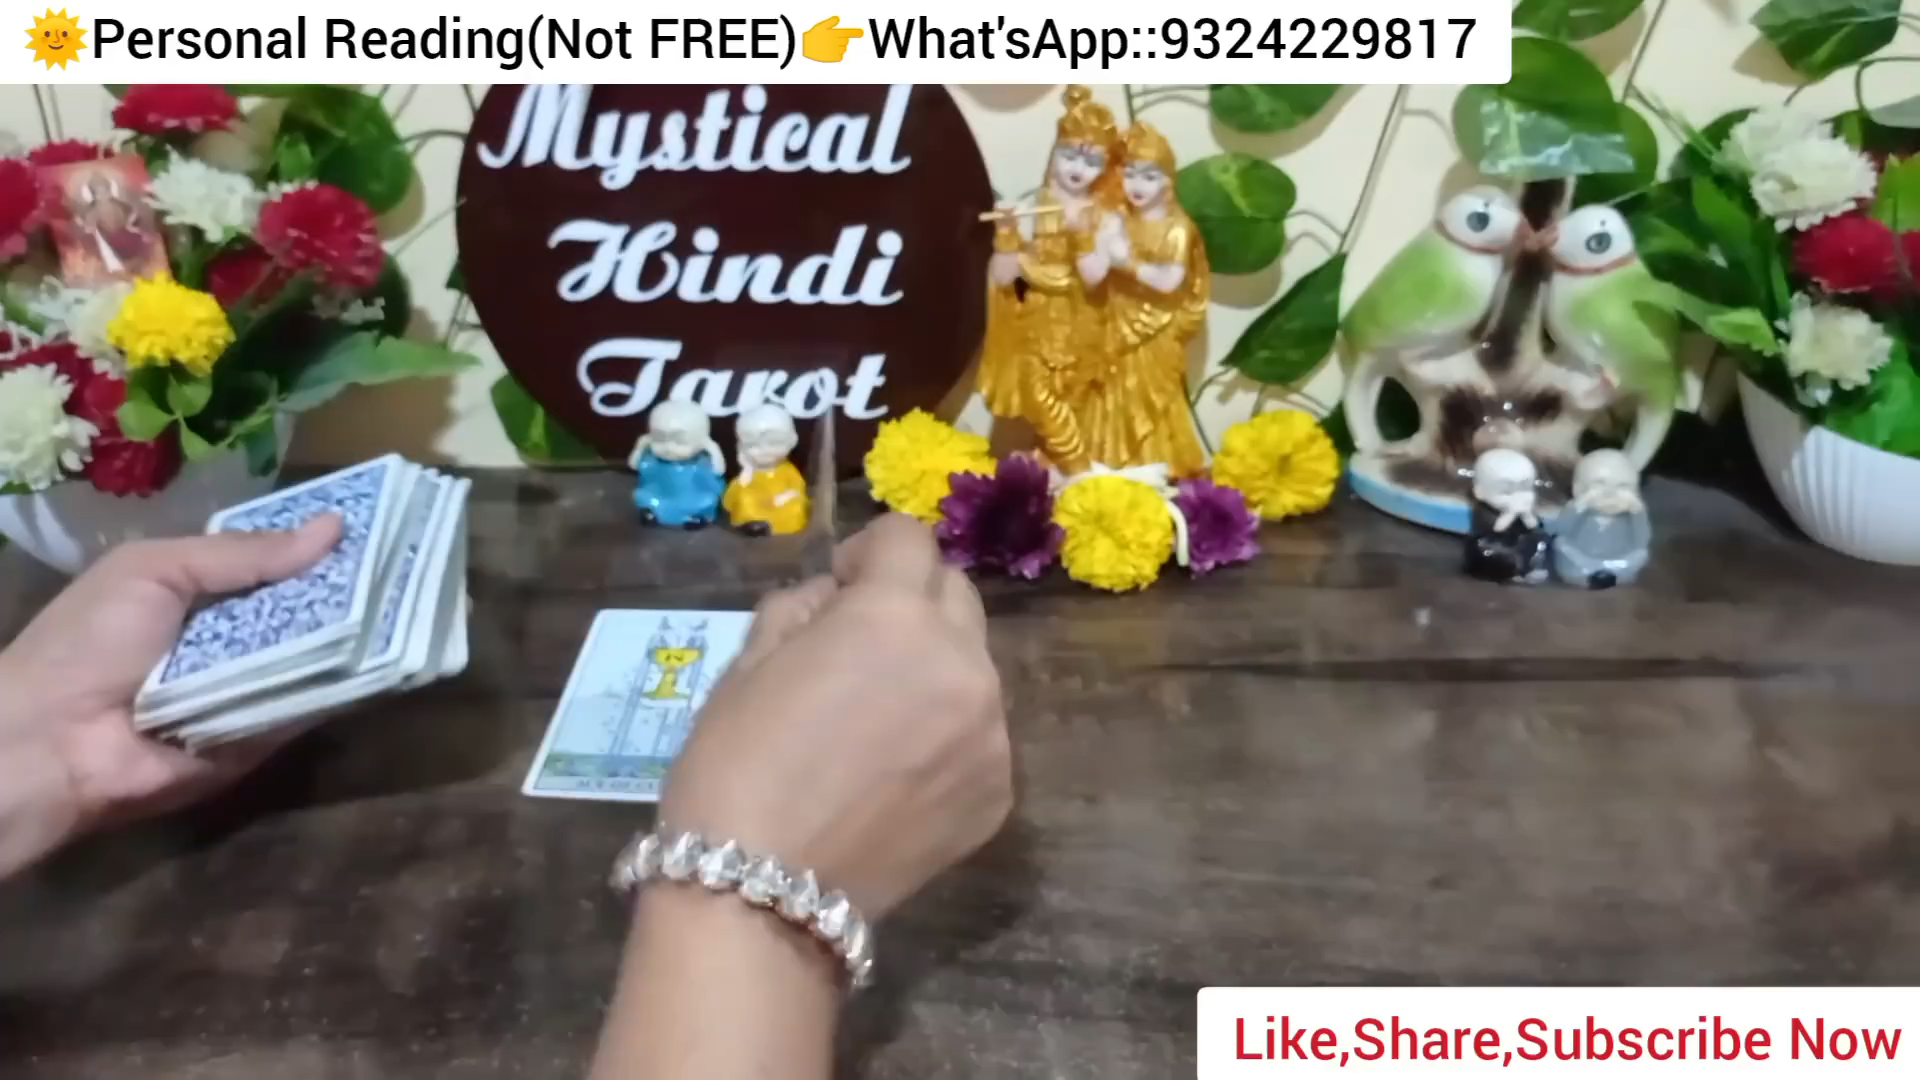 🌞Personal Reading(Not FREE)👉What'sApp::9324229817
Mystical
Hindi
Tarot
Like,Share,Subscribe Now